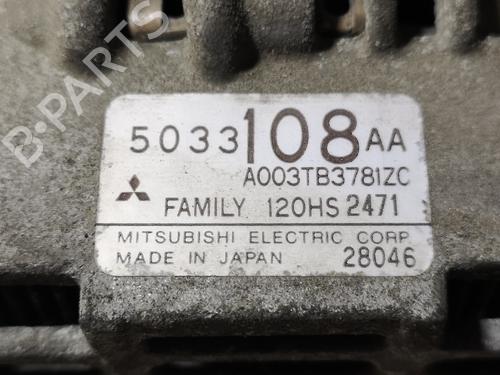 B-PARTS
5033108AA
A003TB3781ZC
FAMILY 120HS 2471
MITSUBISHI ELECTRIC CORP
MADE IN JAPAN 28046